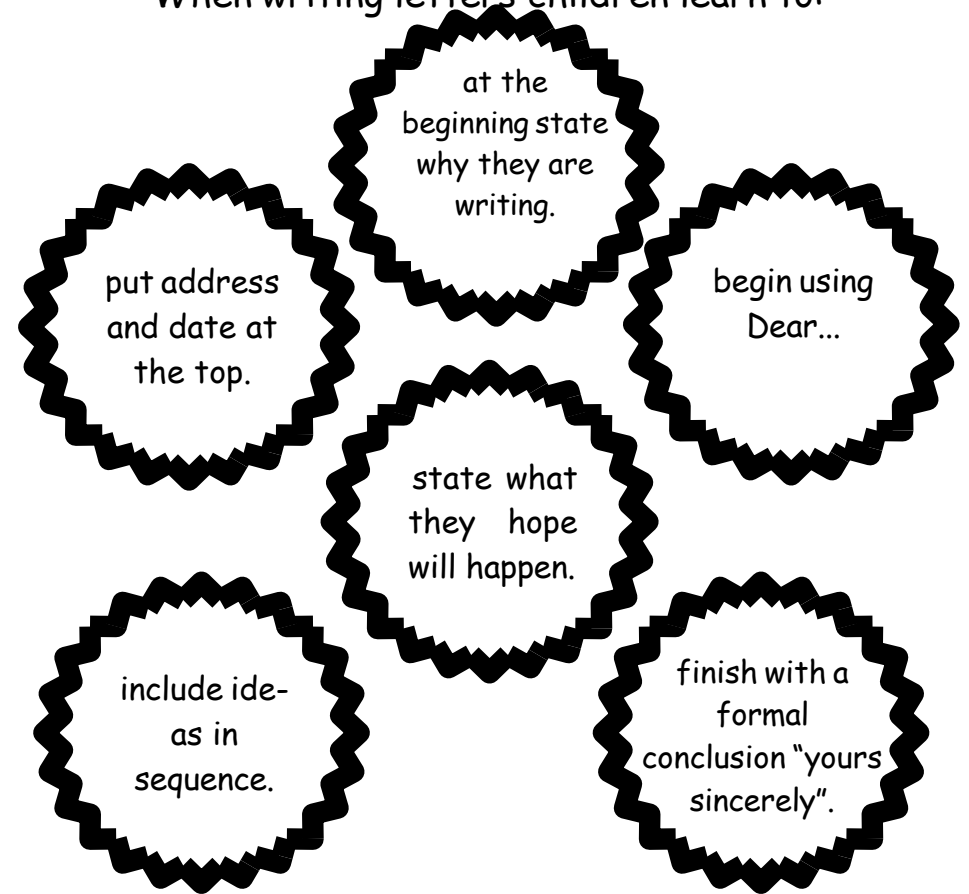 When writing letters children learn to:
at the
beginning state
why they are
writing.
put address
and date at
the top.
begin using
Dear...
state what
they hope
will happen.
include ide-
as in
sequence.
finish with a
formal
conclusion “yours
sincerely”.